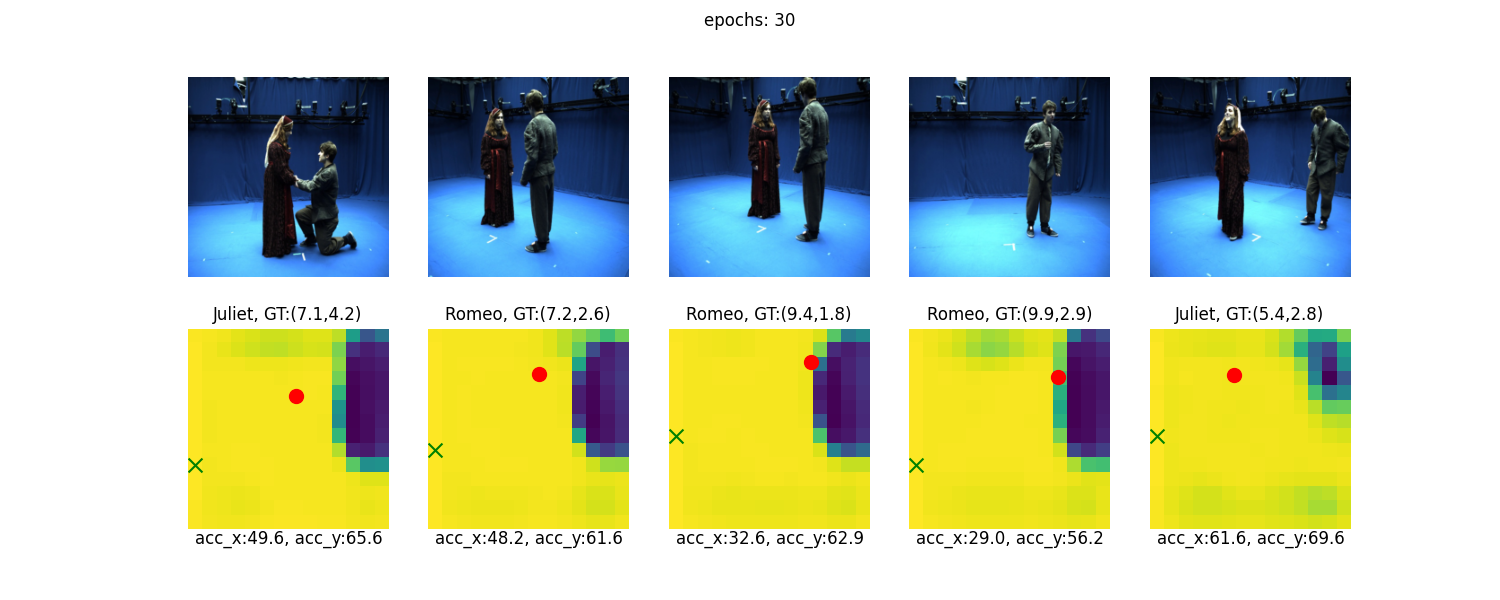 epochs: 30
Juliet, GT:(7.1,4.2)
Romeo, GT:(7.2,2.6)
Romeo, GT:(9.4,1.8)
Romeo, GT:(9.9,2.9)
Juliet, GT:(5.4,2.8)
acc_x:49.6, acc_y:65.6
acc_x:48.2, acc_y:61.6
acc_x:32.6, acc_y:62.9
acc_x:29.0, acc_y:56.2
acc_x:61.6, acc_y:69.6